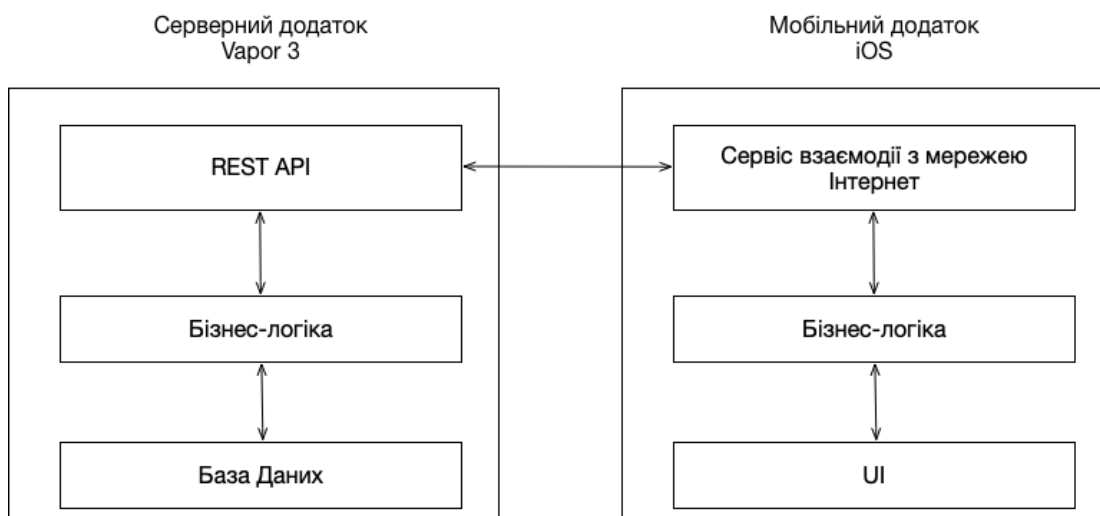 Серверний додаток
Vapor 3
REST API
Бізнес-логіка
База Даних
Мобільний додаток
iOS
Сервіс взаємодії з мережею
Інтернет
Бізнес-логіка
UI